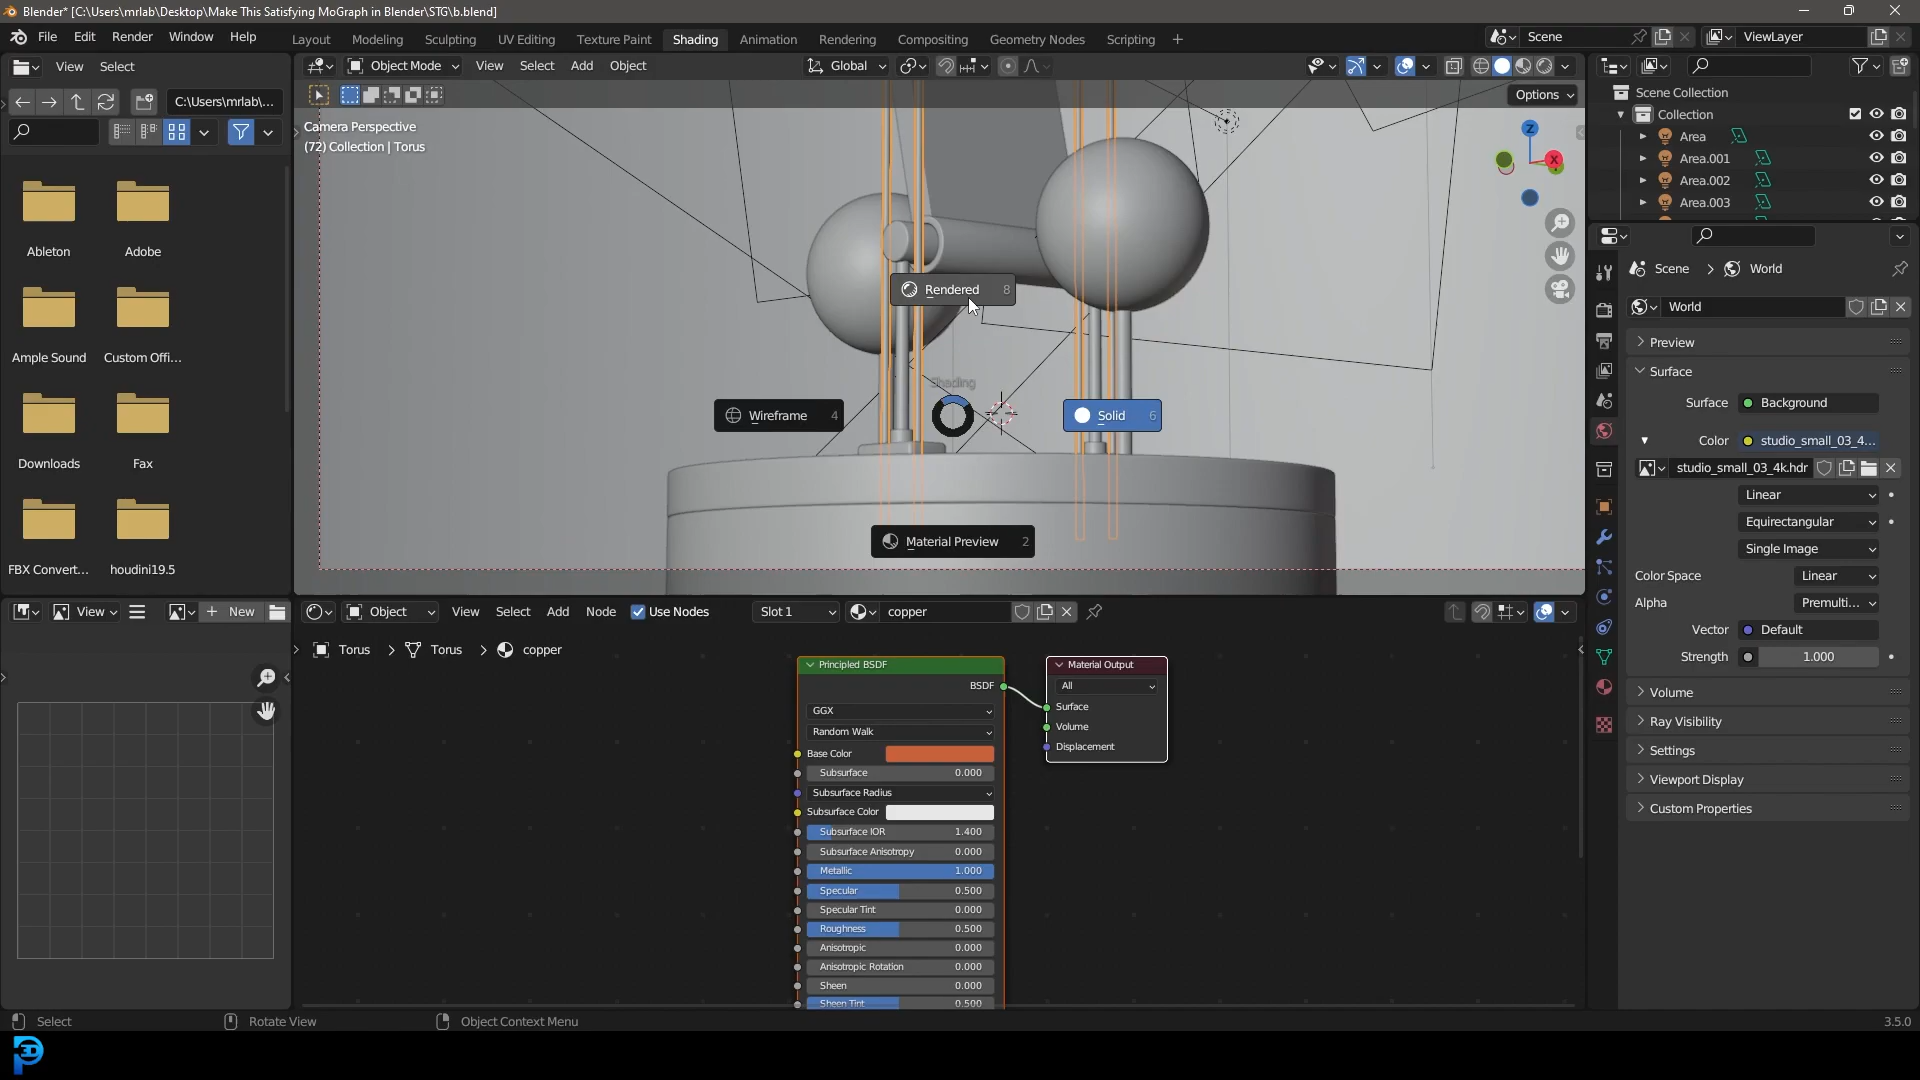 Blender* [C:\Users\mrlab\Desktop\Make This Satisfying MoGraph in Blender\STG\b.blend]
File Edit Render Window Help
Layout Modeling Sculpting UV Editing Texture Paint Shading Animation Rendering Compositing Geometry Nodes Scripting +
Scene
ViewLayer
View Select
Object Mode View Select Add Object
Global
C:\Users\mrlab\...
Options
Camera Perspective
(72) Collection | Torus
Z
X
Scene Collection
Collection
Area
Area.001
Area.002
Area.003
Ableton
Adobe
Ample Sound
Custom Offi...
Downloads
Fax
FBX Convert...
houdini19.5
Rendered 8
Shading
Wireframe 4
Solid 6
Material Preview 2
Scene > World
World
Preview
Surface
Surface Background
Color studio_small_03_4...
studio_small_03_4k.hdr
Linear
Equirectangular
Single Image
Color Space Linear
Alpha Premulti...
Vector Default
Strength 1.000
Volume
Ray Visibility
Settings
Viewport Display
Custom Properties
View
+ New
Object View Select Add Node Use Nodes Slot 1 copper
Torus > Torus > copper
Principled BSDF
BSDF
GGX
Random Walk
Base Color
Subsurface 0.000
Subsurface Radius
Subsurface Color
Subsurface IOR 1.400
Subsurface Anisotropy 0.000
Metallic 1.000
Specular 0.500
Specular Tint 0.000
Roughness 0.500
Anisotropic 0.000
Anisotropic Rotation 0.000
Sheen 0.000
Sheen Tint 0.500
Material Output
All
Surface
Volume
Displacement
Select
Rotate View
Object Context Menu
3.5.0